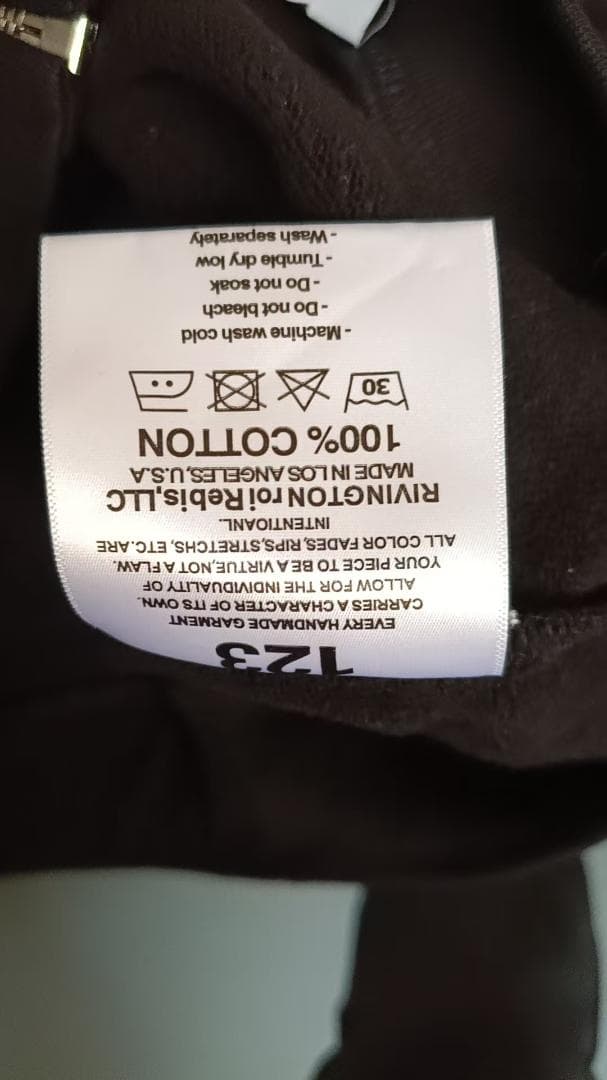 123
EVERY HANDMADE GARMENT
CARRIES A CHARACTER OF ITS OWN.
ALLOW FOR THE INDIVIDUALITY OF
YOUR PIECE TO BE A VIRTUE,NOT A FLAW.
ALL COLOR FADES,RIPS,STRETCHS, ETC.ARE
INTENTIOANL.
RIVINGTON roi Rebis,LLC
MADE IN LOS ANGELES,U.S.A
100% COTTON
30
- Machine wash cold
- Do not bleach
- Do not soak
- Tumble dry low
- Wash separately